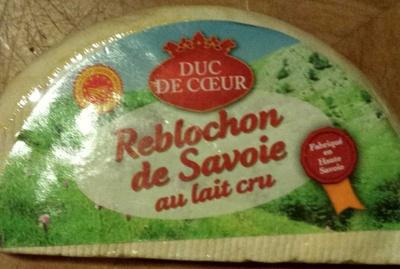 DUC
DE CŒUR
Reblochon
de Savoie
au lait cru
Fabriqué
en
Haute
Savoie